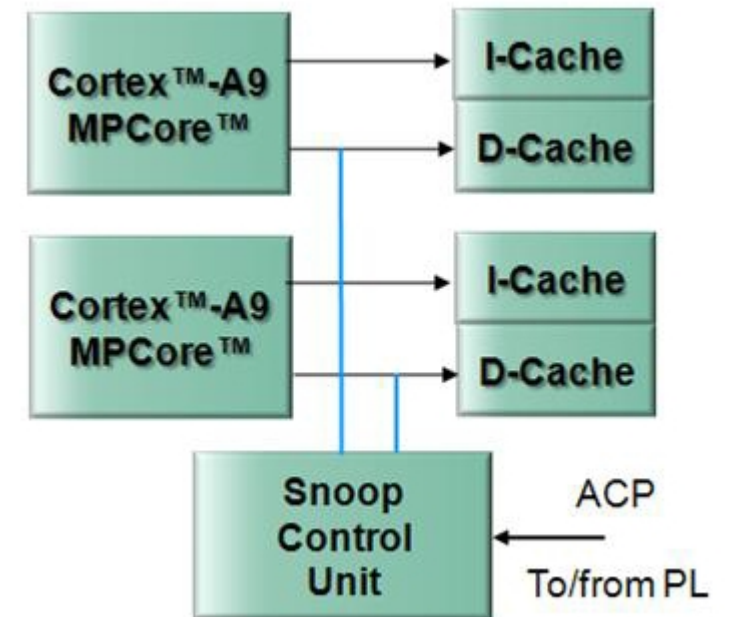 Cortex™-A9
MPCore™
I-Cache
D-Cache
Cortex™-A9
MPCore™
I-Cache
D-Cache
Snoop
Control
Unit
ACP
To/from PL